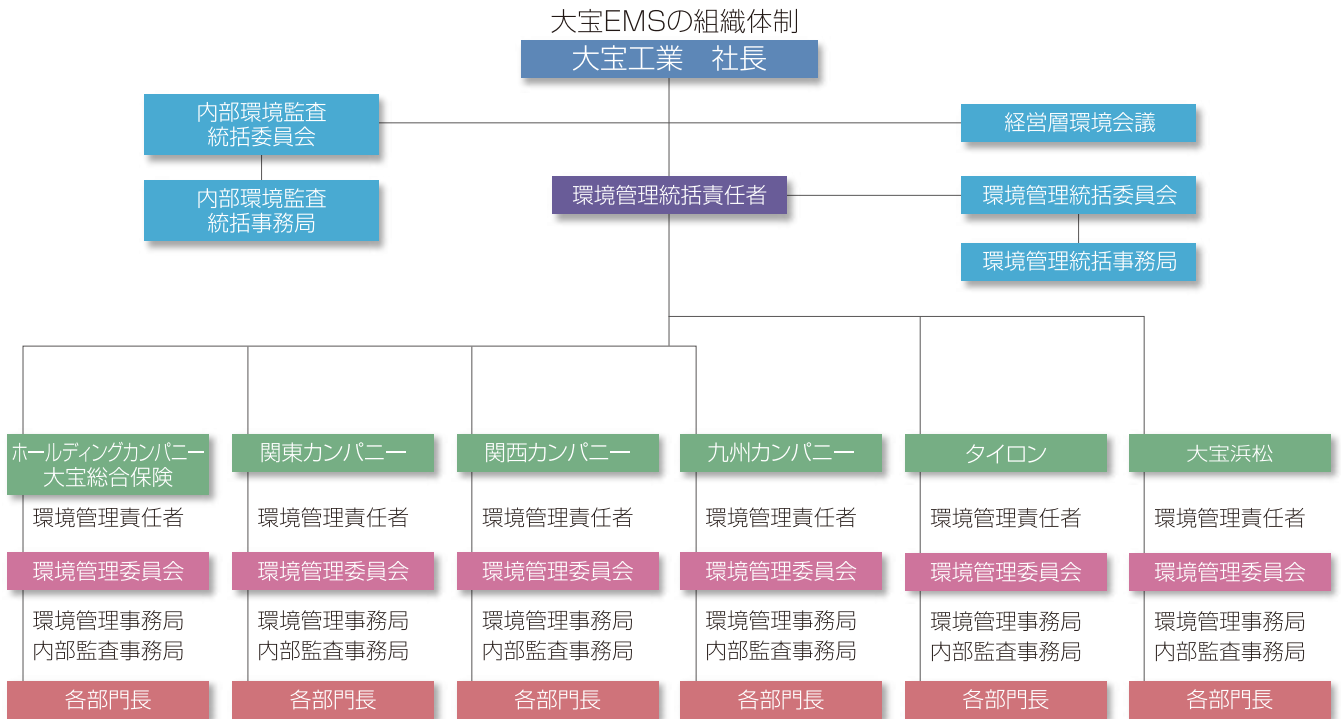 大宝EMSの組織体制
大宝工業　社長
内部環境監査
統括委員会
経営層環境会議
内部環境監査
統括事務局
環境管理統括責任者
環境管理統括委員会
環境管理統括事務局
ホールディングカンパニー
大宝総合保険
関東カンパニー
関西カンパニー
九州カンパニー
タイロン
大宝浜松
環境管理責任者
環境管理責任者
環境管理責任者
環境管理責任者
環境管理責任者
環境管理責任者
環境管理委員会
環境管理委員会
環境管理委員会
環境管理委員会
環境管理委員会
環境管理委員会
環境管理事務局
内部監査事務局
環境管理事務局
内部監査事務局
環境管理事務局
内部監査事務局
環境管理事務局
内部監査事務局
環境管理事務局
内部監査事務局
環境管理事務局
内部監査事務局
各部門長
各部門長
各部門長
各部門長
各部門長
各部門長